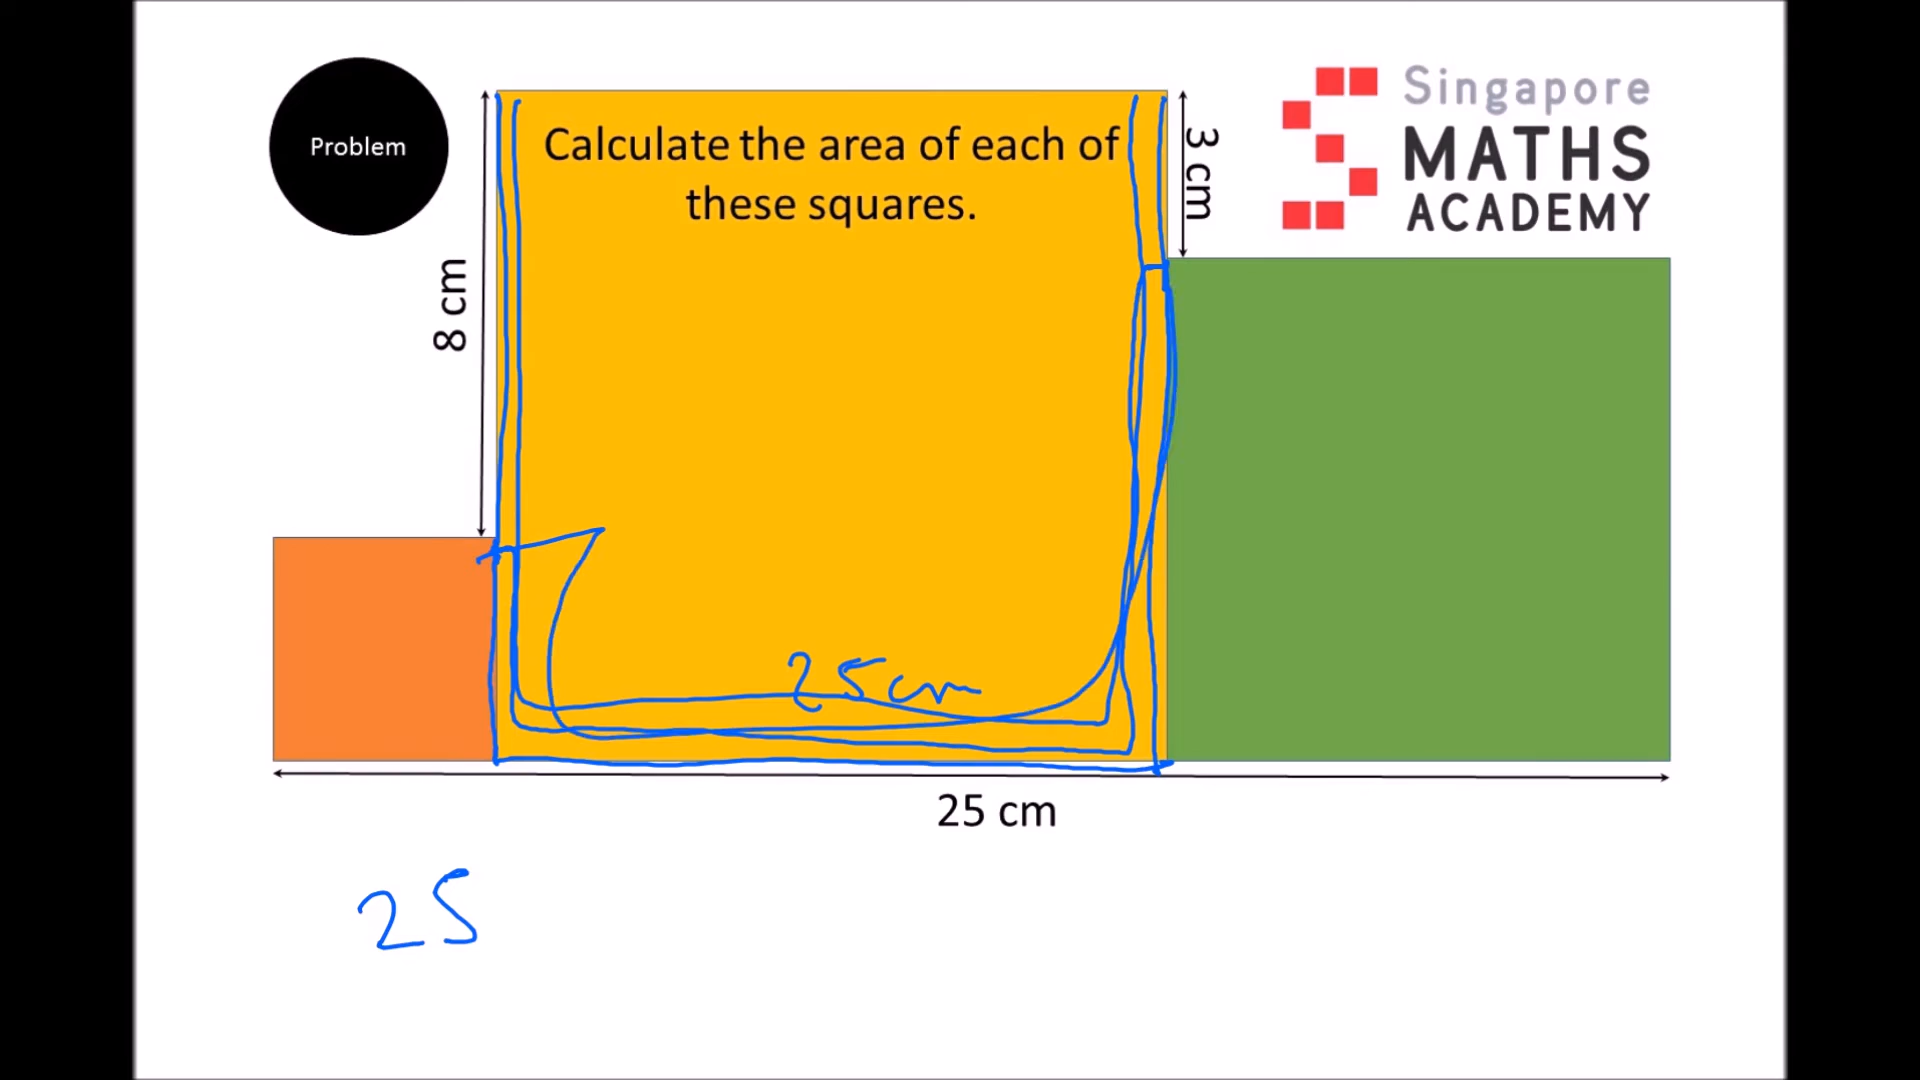 Problem
Calculate the area of each of
these squares.
Singapore
MATHS
ACADEMY
3 cm
8 cm
25cm
25 cm
25